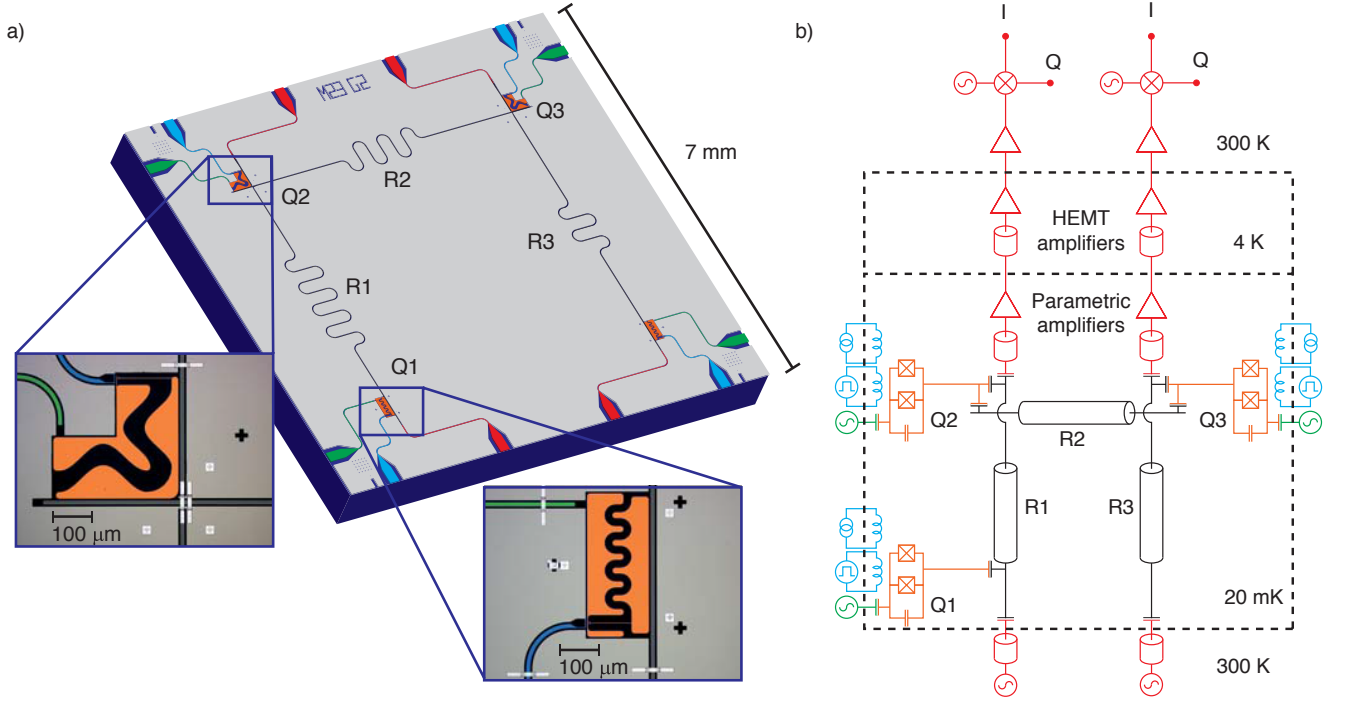 a)
M23 G2
Q3
7 mm
Q2
R2
R3
R1
Q1
100 µm
100 µm
b)
I
I
Q
Q
300 K
HEMT
amplifiers
4 K
Parametric
amplifiers
Q2
R2
Q3
R1
R3
Q1
20 mK
300 K